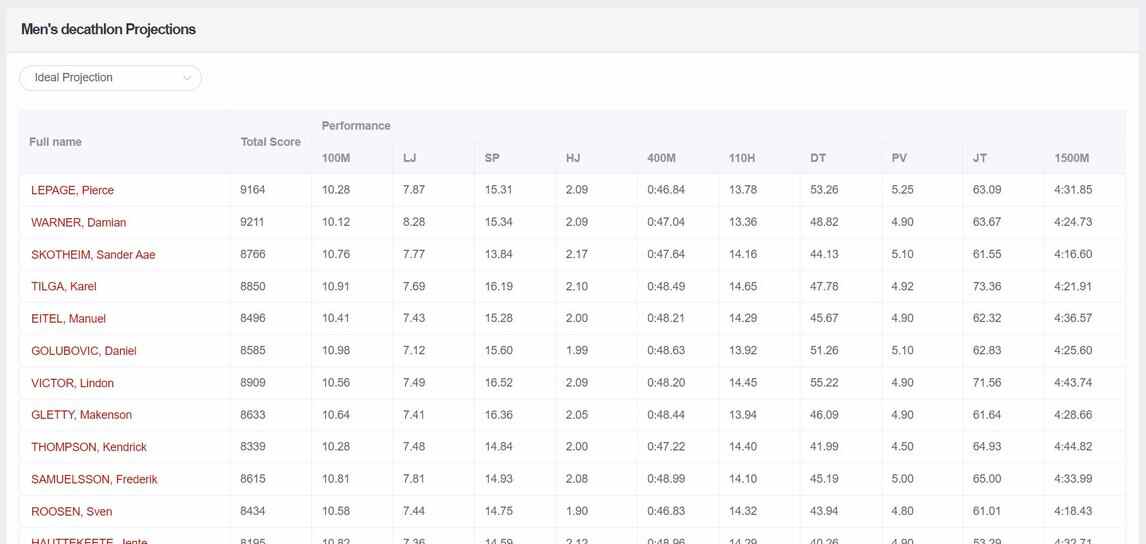 Men's decathlon Projections
Ideal Projection
Full name Total Score Performance
100M LJ SP HJ 400M 110H DT PV JT 1500M
LEPAGE, Pierce 9164 10.28 7.87 15.31 2.09 0:46.84 13.78 53.26 5.25 63.09 4:31.85
WARNER, Damian 9211 10.12 8.28 15.34 2.09 0:47.04 13.36 48.82 4.90 63.67 4:24.73
SKOTHEIM, Sander Aae 8766 10.76 7.77 13.84 2.17 0:47.64 14.16 44.13 5.10 61.55 4:16.60
TILGA, Karel 8850 10.91 7.69 16.19 2.10 0:48.49 14.65 47.78 4.92 73.36 4:21.91
EITEL, Manuel 8496 10.41 7.43 15.28 2.00 0:48.21 14.29 45.67 4.90 62.32 4:36.57
GOLUBOVIC, Daniel 8585 10.98 7.12 15.60 1.99 0:48.63 13.92 51.26 5.10 62.83 4:25.60
VICTOR, Lindon 8909 10.56 7.49 16.52 2.09 0:48.20 14.45 55.22 4.90 71.56 4:43.74
GLETTY, Makenson 8633 10.64 7.41 16.36 2.05 0:48.44 13.94 46.09 4.90 61.64 4:28.66
THOMPSON, Kendrick 8339 10.28 7.48 14.84 2.00 0:47.22 14.40 41.99 4.50 64.93 4:44.82
SAMUELSSON, Frederik 8615 10.81 7.81 14.93 2.08 0:48.99 14.10 45.19 5.00 65.00 4:33.99
ROOSEN, Sven 8434 10.58 7.44 14.75 1.90 0:46.83 14.32 43.94 4.80 61.01 4:18.43
HAUTTEKEETE, Jente 8195 10.82 7.36 14.59 2.12 0:48.96 14.29 40.26 4.90 53.29 4:32.71